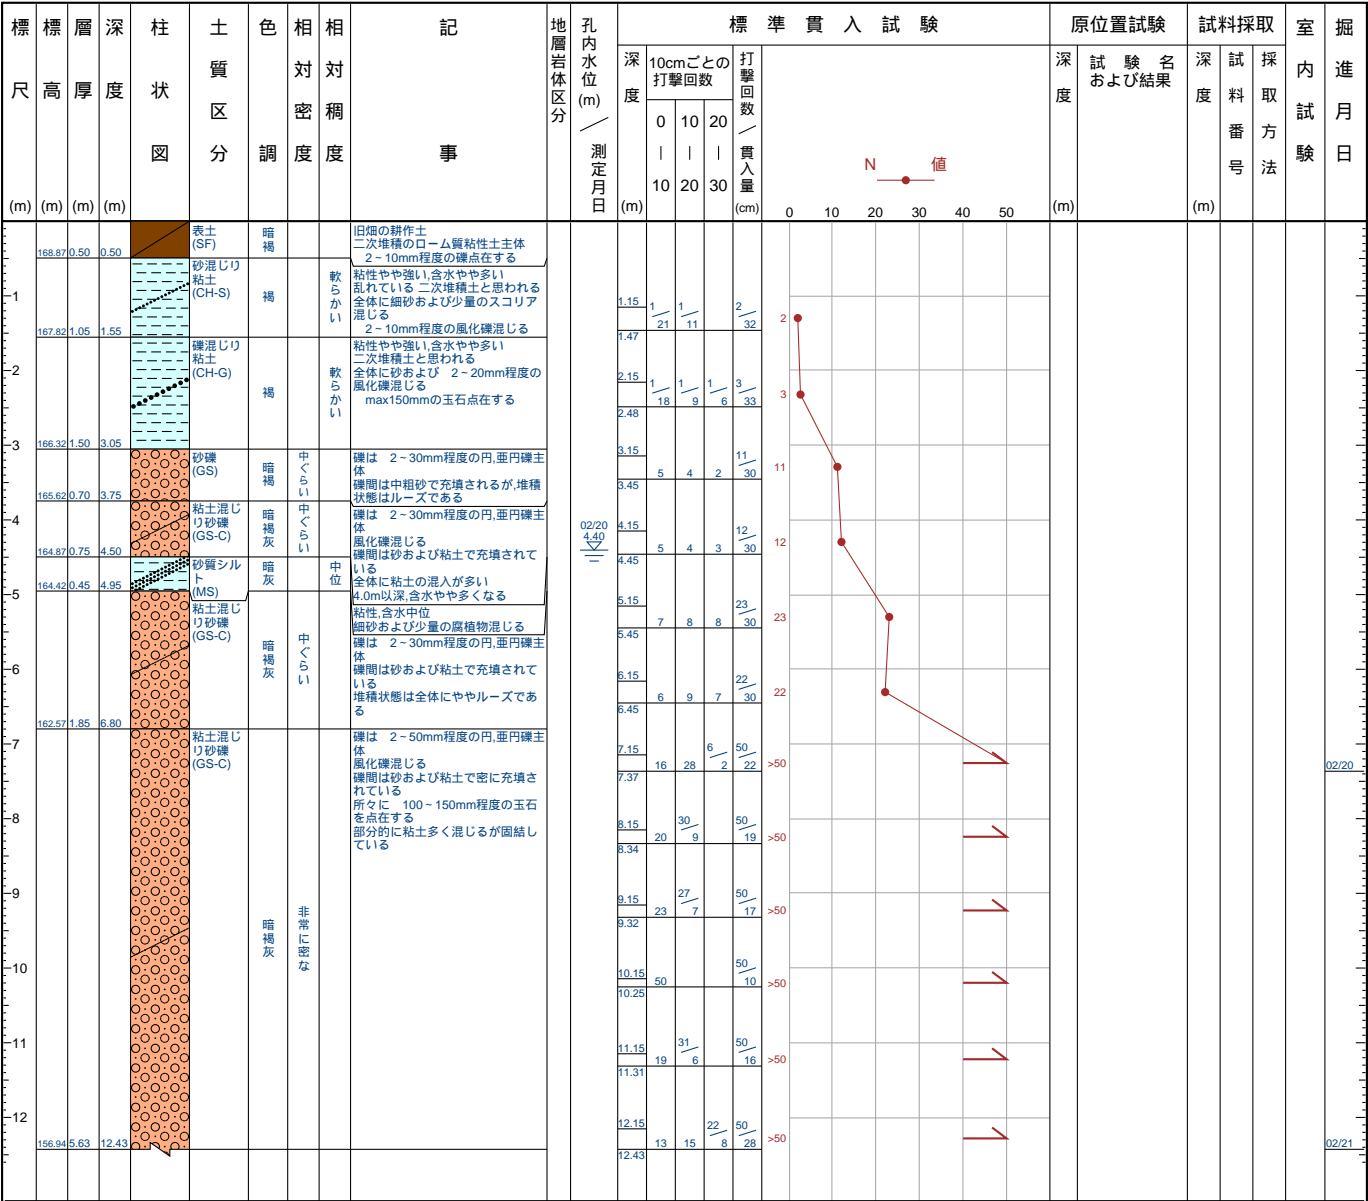 標尺(m)
標高(m)
層厚(m)
深度(m)
柱状図
土質区分
色調
相対密度
相対稠度
記事
地層岩体区分
孔内水位(m)／測定月日
標準貫入試験
深度(m)
10cmごとの
打撃回数
0｜10
10｜20
20｜30
打撃回数／貫入量(cm)
N 値
0 10 20 30 40 50
原位置試験
深度(m)
試験名
および結果
試料採取
深度(m)
試料番号
採取方法
室内試験
掘進月日
168.87 0.50 0.50
表土
(SF)
暗褐
旧畑の耕作土
二次堆積のローム質粘性土主体
2~10mm程度の礫点在する
1
167.82 1.05 1.55
砂混じり
粘土
(CH-S)
褐
軟らかい
粘性やや強い,含水やや多い
乱れている 二次堆積土と思われる
全体に細砂および少量のスコリア
混じる
2~10mm程度の風化礫混じる
1.15 1/21 1/11 2/32 2
1.47
2
166.32 1.50 3.05
礫混じり
粘土
(CH-G)
褐
軟らかい
粘性やや強い,含水やや多い
二次堆積土と思われる
全体に砂および 2~20mm程度の
風化礫混じる
max150mmの玉石点在する
2.15 1/18 1/9 1/6 3/33 3
2.48
3
165.62 0.70 3.75
砂礫
(GS)
暗褐
中ぐらい
礫は 2~30mm程度の円,亜円礫主
体
礫間は中粗砂で充填されるが,堆積
状態はルーズである
3.15 5 4 2 11/30 11
3.45
4
164.87 0.75 4.50
粘土混じ
り砂礫
(GS-C)
暗褐灰
中ぐらい
礫は 2~30mm程度の円,亜円礫主
体
風化礫混じる
礫間は砂および粘土で充填されて
いる
全体に粘土の混入が多い
4.0m以深,含水やや多くなる
02/20
4.40
4.15 5 4 3 12/30 12
4.45
164.42 0.45 4.95
砂質シル
ト
(MS)
暗灰
中位
粘性,含水中位
細砂および少量の腐植物混じる
5
5.15 7 8 8 23/30 23
5.45
6
162.57 1.85 6.80
粘土混じ
り砂礫
(GS-C)
暗褐灰
中ぐらい
礫は 2~30mm程度の円,亜円礫主
体
礫間は砂および粘土で充填されて
いる
堆積状態は全体にややルーズであ
る
6.15 6 9 7 22/30 22
6.45
7
粘土混じ
り砂礫
(GS-C)
暗褐灰
非常に密な
礫は 2~50mm程度の円,亜円礫主
体
風化礫混じる
礫間は砂および粘土で密に充填さ
れている
所々に 100~150mm程度の玉石
を点在する
部分的に粘土多く混じるが固結し
ている
7.15 16 28 6/2 50/22 >50
7.37 02/20
8
8.15 20 30/9 50/19 >50
8.34
9
9.15 23 27/7 50/17 >50
9.32
10
10.15 50 50/10 >50
10.25
11
11.15 19 31/6 50/16 >50
11.31
12
12.15 13 15 22/8 50/28 >50
156.94 5.63 12.43
12.43 02/21